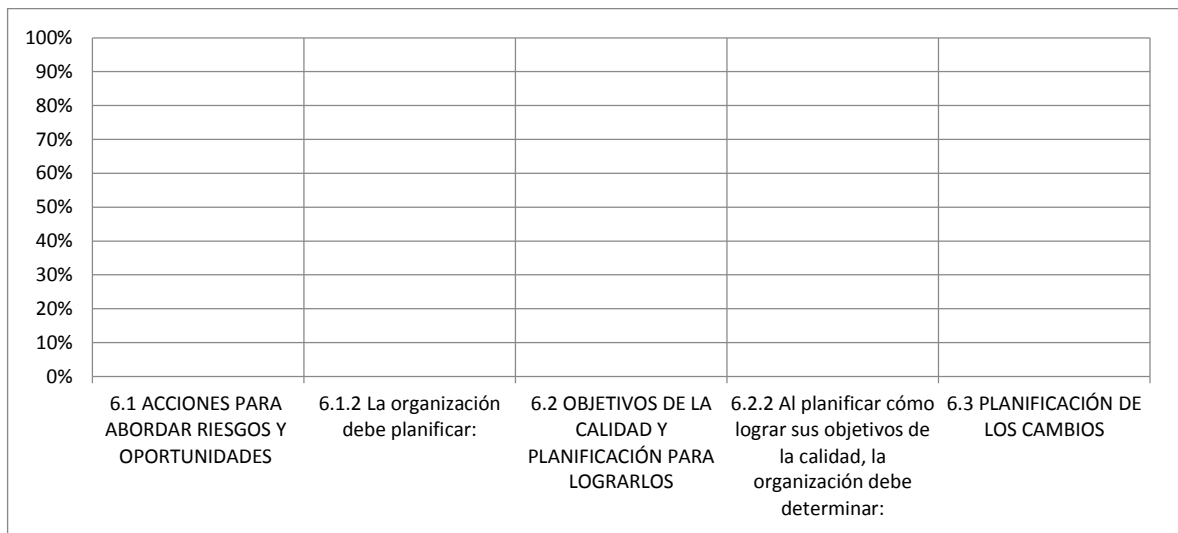 100%
90%
80%
70%
60%
50%
40%
30%
20%
10%
0%
6.1 ACCIONES PARA
ABORDAR RIESGOS Y
OPORTUNIDADES
6.1.2 La organización
debe planificar:
6.2 OBJETIVOS DE LA
CALIDAD Y
PLANIFICACIÓN PARA
LOGRARLOS
6.2.2 Al planificar cómo
lograr sus objetivos de
la calidad, la
organización debe
determinar:
6.3 PLANIFICACIÓN DE
LOS CAMBIOS